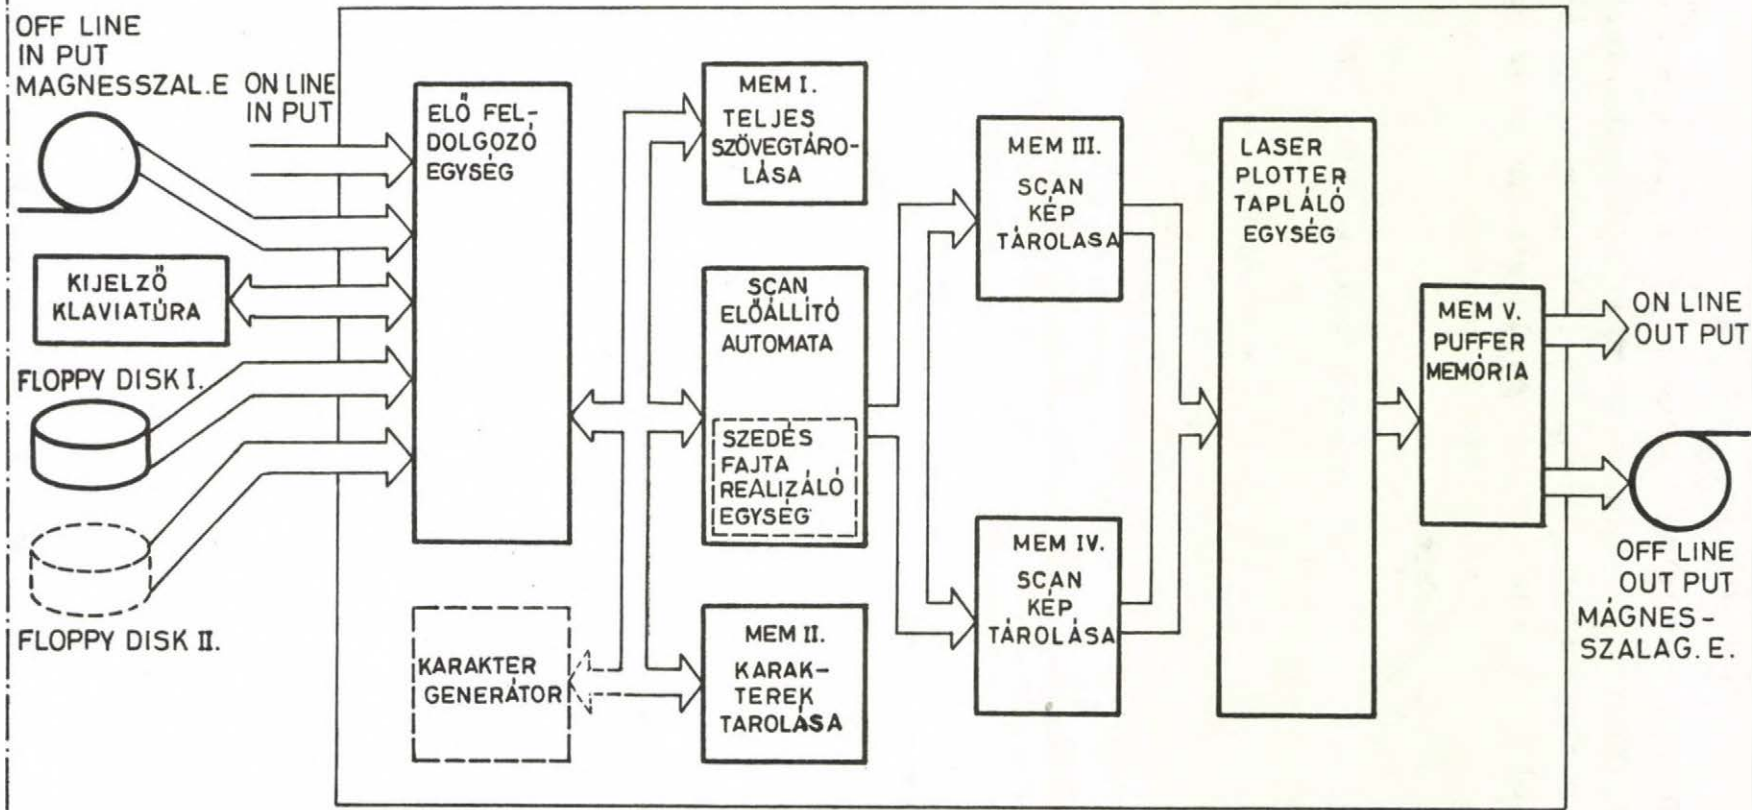 OFF LINE
IN PUT
MAGNESSZAL.E
ON LINE
IN PUT
KIJELZŐ
KLAVIATÚRA
FLOPPY DISK I.
FLOPPY DISK II.
ELŐ FEL-
DOLGOZÓ
EGYSÉG
KARAKTER
GENERÁTOR
MEM I.
TELJES
SZÖVEGTÁRO-
LÁSA
SCAN
ELŐÁLLÍTÓ
AUTOMATA
SZEDÉS
FAJTA
REALIZÁLÓ
EGYSÉG
MEM II.
KARAK-
TEREK
TAROLÁSA
MEM III.
SCAN
KÉP
TÁROLASA
MEM IV.
SCAN
KÉP
TÁROLÁSA
LASER
PLOTTER
TAPLÁLÓ
EGYSÉG
MEM V.
PUFFER
MEMÓRIA
ON LINE
OUT PUT
OFF LINE
OUT PUT
MÁGNES-
SZALAG. E.